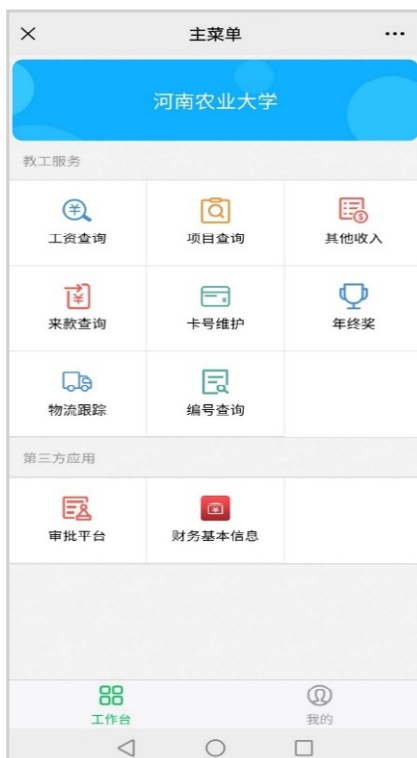 主菜单
河南农业大学
教工服务
工资查询
项目查询
其他收入
来款查询
卡号维护
年终奖
物流跟踪
编号查询
第三方应用
审批平台
财务基本信息
工作台
我的